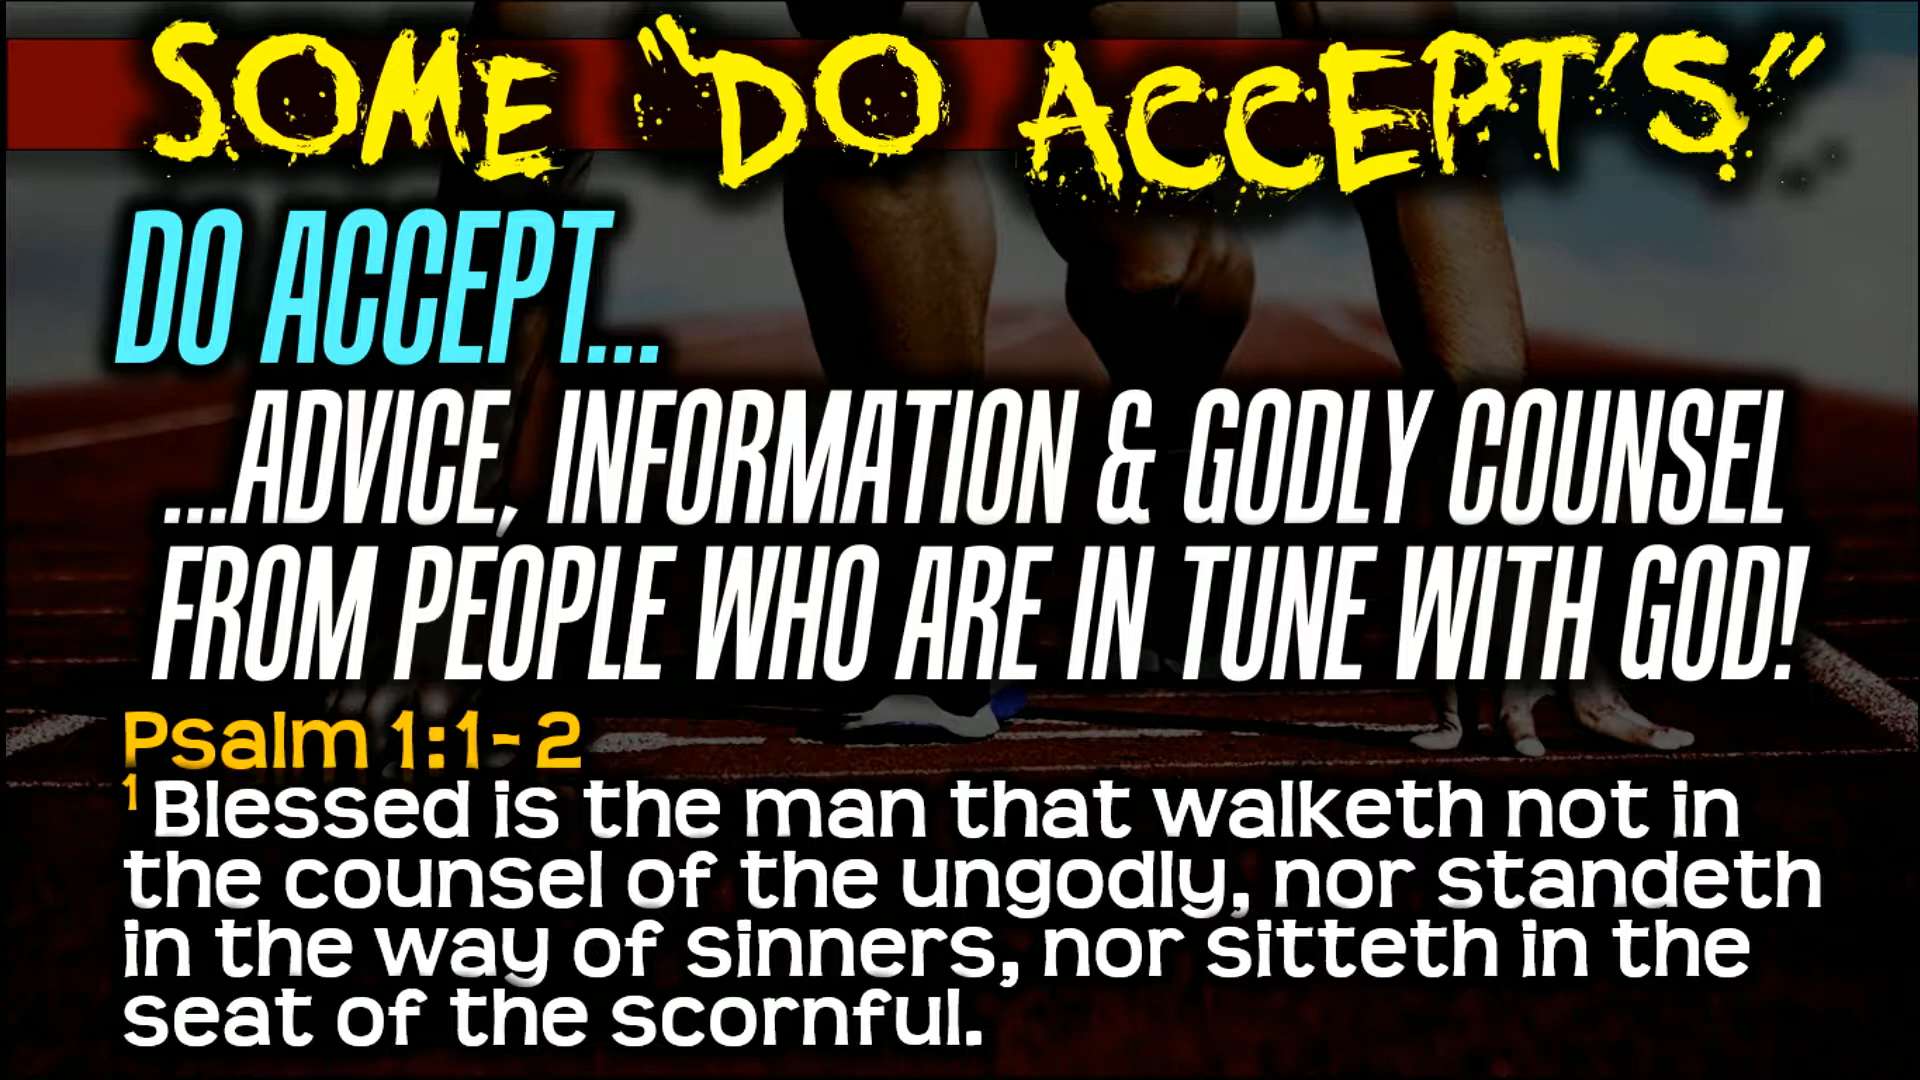 SOME "DO ACCEPT'S"
DO ACCEPT...
...ADVICE, INFORMATION & GODLY COUNSEL
FROM PEOPLE WHO ARE IN TUNE WITH GOD!
Psalm 1:1-2
1 Blessed is the man that walketh not in
the counsel of the ungodly, nor standeth
in the way of sinners, nor sitteth in the
seat of the scornful.